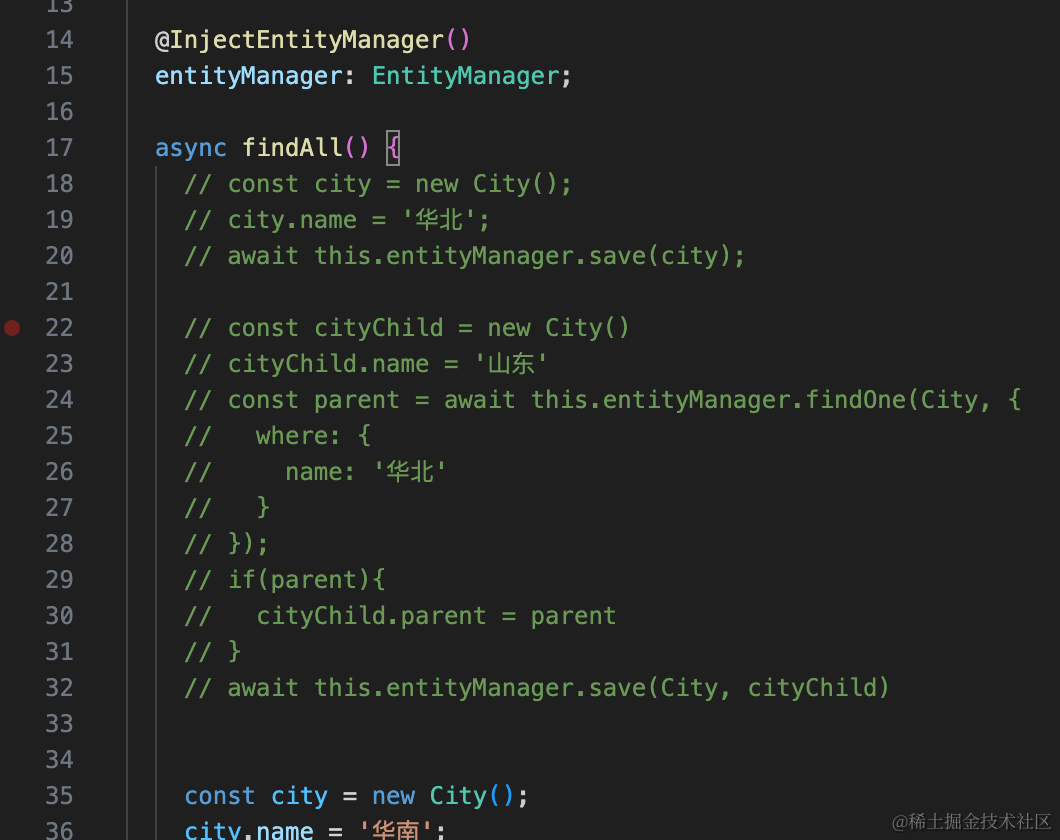 13
14 @InjectEntityManager()
15 entityManager: EntityManager;
16
17 async findAll() {
18 // const city = new City();
19 // city.name = '华北';
20 // await this.entityManager.save(city);
21
22 // const cityChild = new City()
23 // cityChild.name = '山东'
24 // const parent = await this.entityManager.findOne(City, {
25 //   where: {
26 //     name: '华北'
27 //   }
28 // });
29 // if(parent){
30 //   cityChild.parent = parent
31 // }
32 // await this.entityManager.save(City, cityChild)
33
34
35 const city = new City();
36 city.name = '华南';
@稀土掘金技术社区